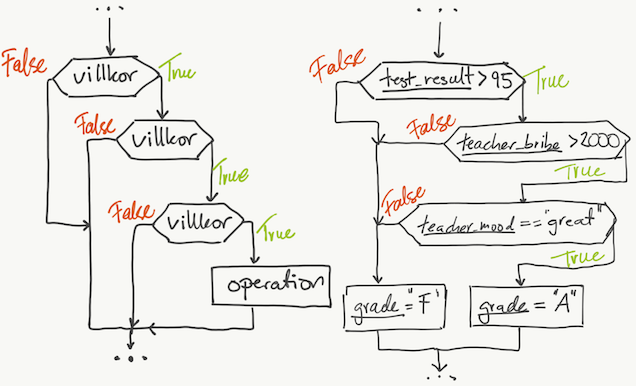 ...
False
villkor
True
False
villkor
True
False
villkor
True
operation
...
...
False
test_result > 95
True
False
teacher_bribe > 2000
True
False
teacher_mood == "great"
True
grade = "F"
grade = "A"
...